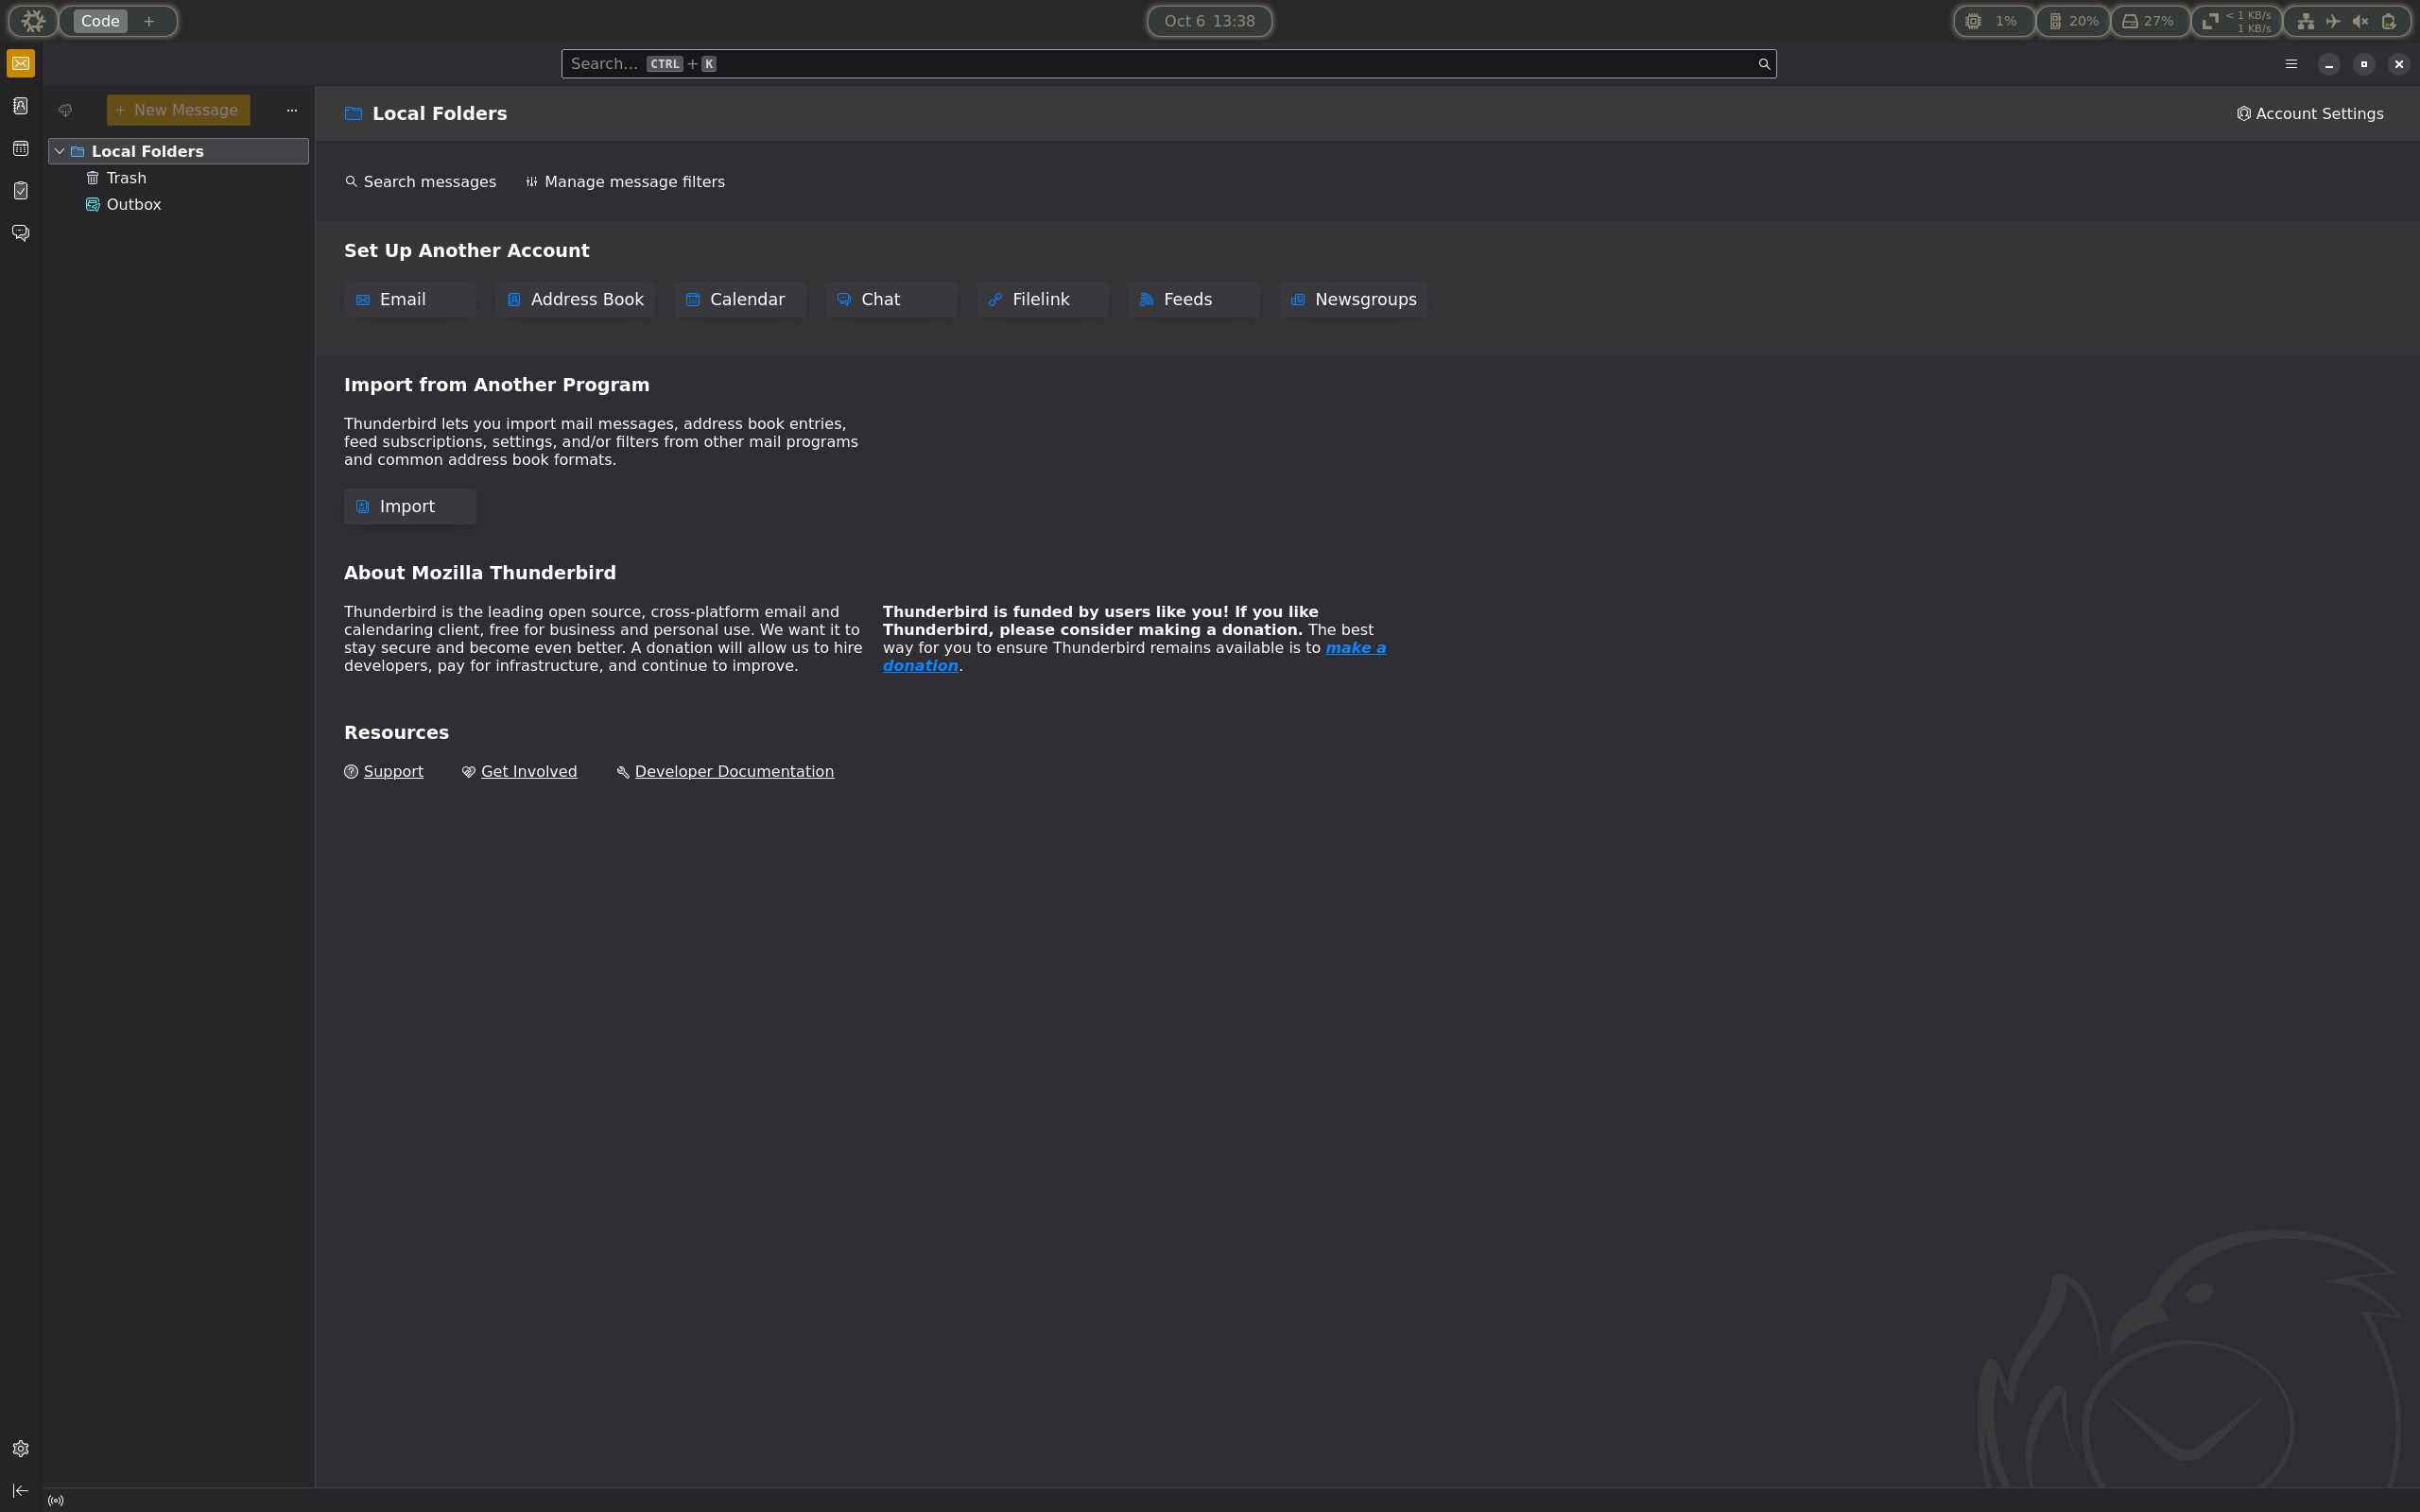 Code +
Oct 6 13:38
1%
20%
27%
< 1 KB/s
1 KB/s
Search... CTRL + K
+ New Message
Local Folders
Trash
Outbox
Local Folders
Account Settings
Search messages
Manage message filters
Set Up Another Account
Email
Address Book
Calendar
Chat
Filelink
Feeds
Newsgroups
Import from Another Program
Thunderbird lets you import mail messages, address book entries,
feed subscriptions, settings, and/or filters from other mail programs
and common address book formats.
Import
About Mozilla Thunderbird
Thunderbird is the leading open source, cross-platform email and
calendaring client, free for business and personal use. We want it to
stay secure and become even better. A donation will allow us to hire
developers, pay for infrastructure, and continue to improve.
Thunderbird is funded by users like you! If you like
Thunderbird, please consider making a donation. The best
way for you to ensure Thunderbird remains available is to make a
donation.
Resources
Support
Get Involved
Developer Documentation